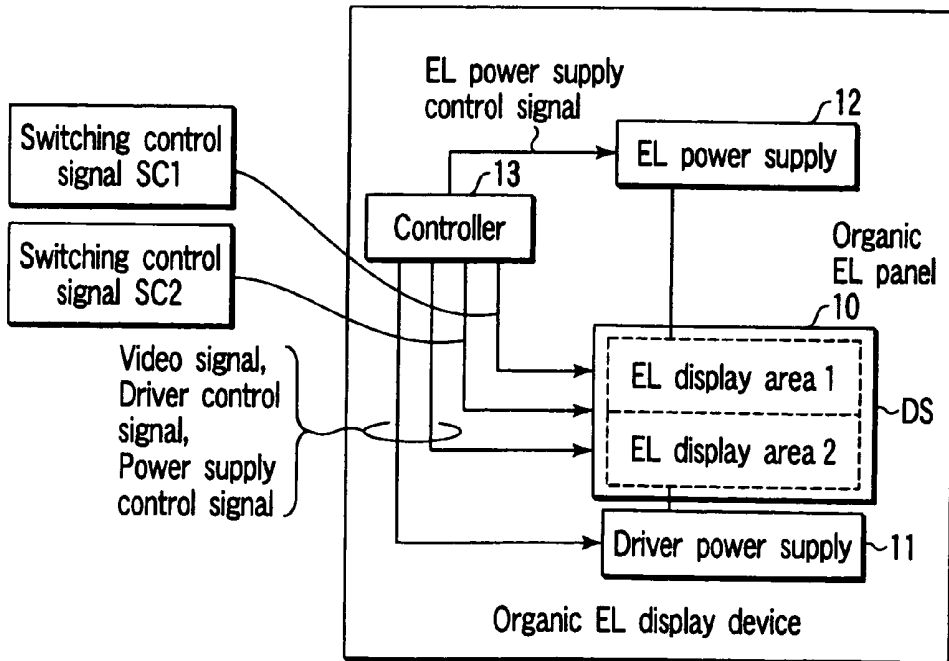 EL power supply
control signal
12
Switching control
signal SC1
EL power supply
13
Controller
Switching control
signal SC2
Organic
EL panel
10
Video signal,
Driver control
signal,
Power supply
control signal
EL display area 1
DS
EL display area 2
Driver power supply
11
Organic EL display device